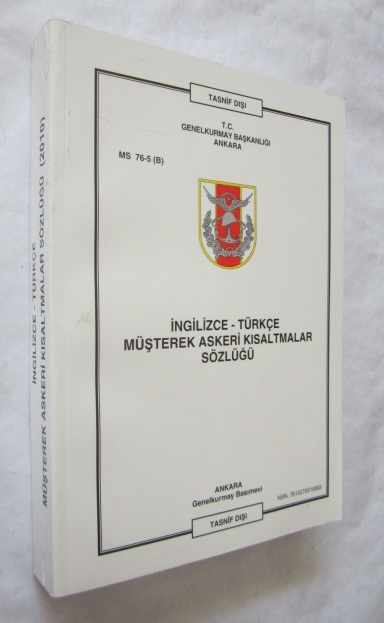 TASNİF DIŞI
T.C.
GENELKURMAY BAŞKANLIĞI
ANKARA
MS 76-5 (B)
İNGİLİZCE - TÜRKÇE
MÜŞTEREK ASKERİ KISALTMALAR
SÖZLÜĞÜ
ANKARA
Genelkurmay Basımevi
NSN:
TASNİF DIŞI
İNGİLİZCE - TÜRKÇE
MÜŞTEREK ASKERİ KISALTMALAR SÖZLÜĞÜ (2010)